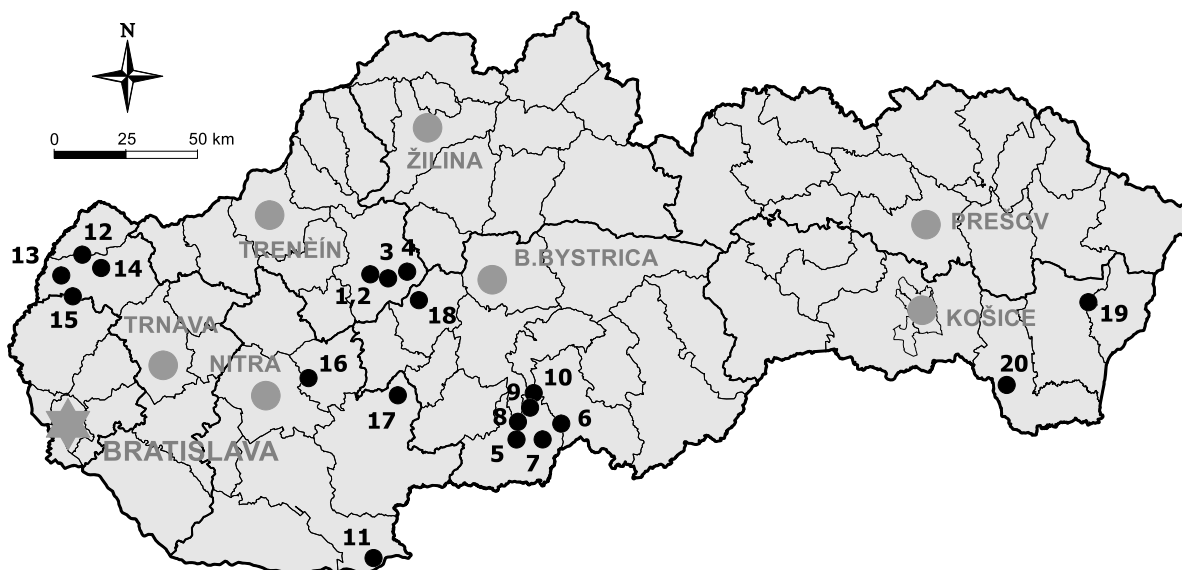 N
0 25 50 km
ŽILINA
TRENÈÍN
PREŠOV
B.BYSTRICA
12
13
14
15
3 4
1,2
18
TRNAVA
NITRA
16
17
KOŠICE
19
20
10
9
8
6
5
7
BRATISLAVA
11